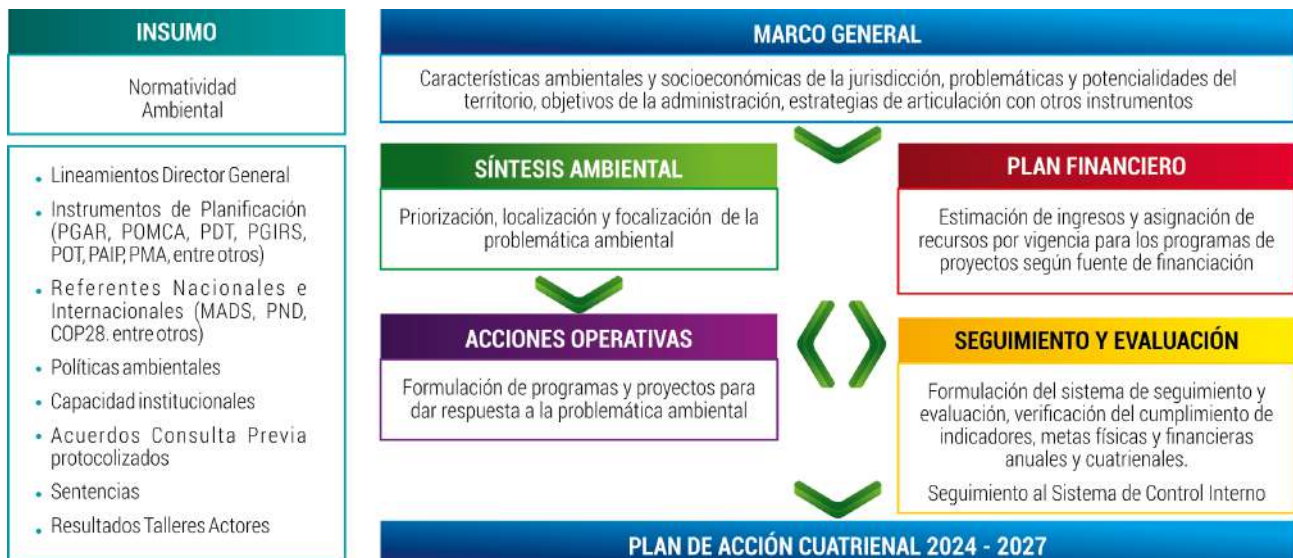 INSUMO
Normatividad
Ambiental
• Lineamientos Director General
• Instrumentos de Planificación
(PGAR, POMCA, PDT, PGIRS,
POT, PAIP, PMA, entre otros)
• Referentes Nacionales e
Internacionales (MADS, PND,
COP28. entre otros)
• Políticas ambientales
• Capacidad institucionales
• Acuerdos Consulta Previa
protocolizados
• Sentencias
• Resultados Talleres Actores
MARCO GENERAL
Características ambientales y socioeconómicas de la jurisdicción, problemáticas y potencialidades del
territorio, objetivos de la administración, estrategias de articulación con otros instrumentos
SÍNTESIS AMBIENTAL
Priorización, localización y focalización de la
problemática ambiental
PLAN FINANCIERO
Estimación de ingresos y asignación de
recursos por vigencia para los programas de
proyectos según fuente de financiación
ACCIONES OPERATIVAS
Formulación de programas y proyectos para
dar respuesta a la problemática ambiental
SEGUIMIENTO Y EVALUACIÓN
Formulación del sistema de seguimiento y
evaluación, verificación del cumplimiento de
indicadores, metas físicas y financieras
anuales y cuatrienales.
Seguimiento al Sistema de Control Interno
PLAN DE ACCIÓN CUATRIENAL 2024 - 2027